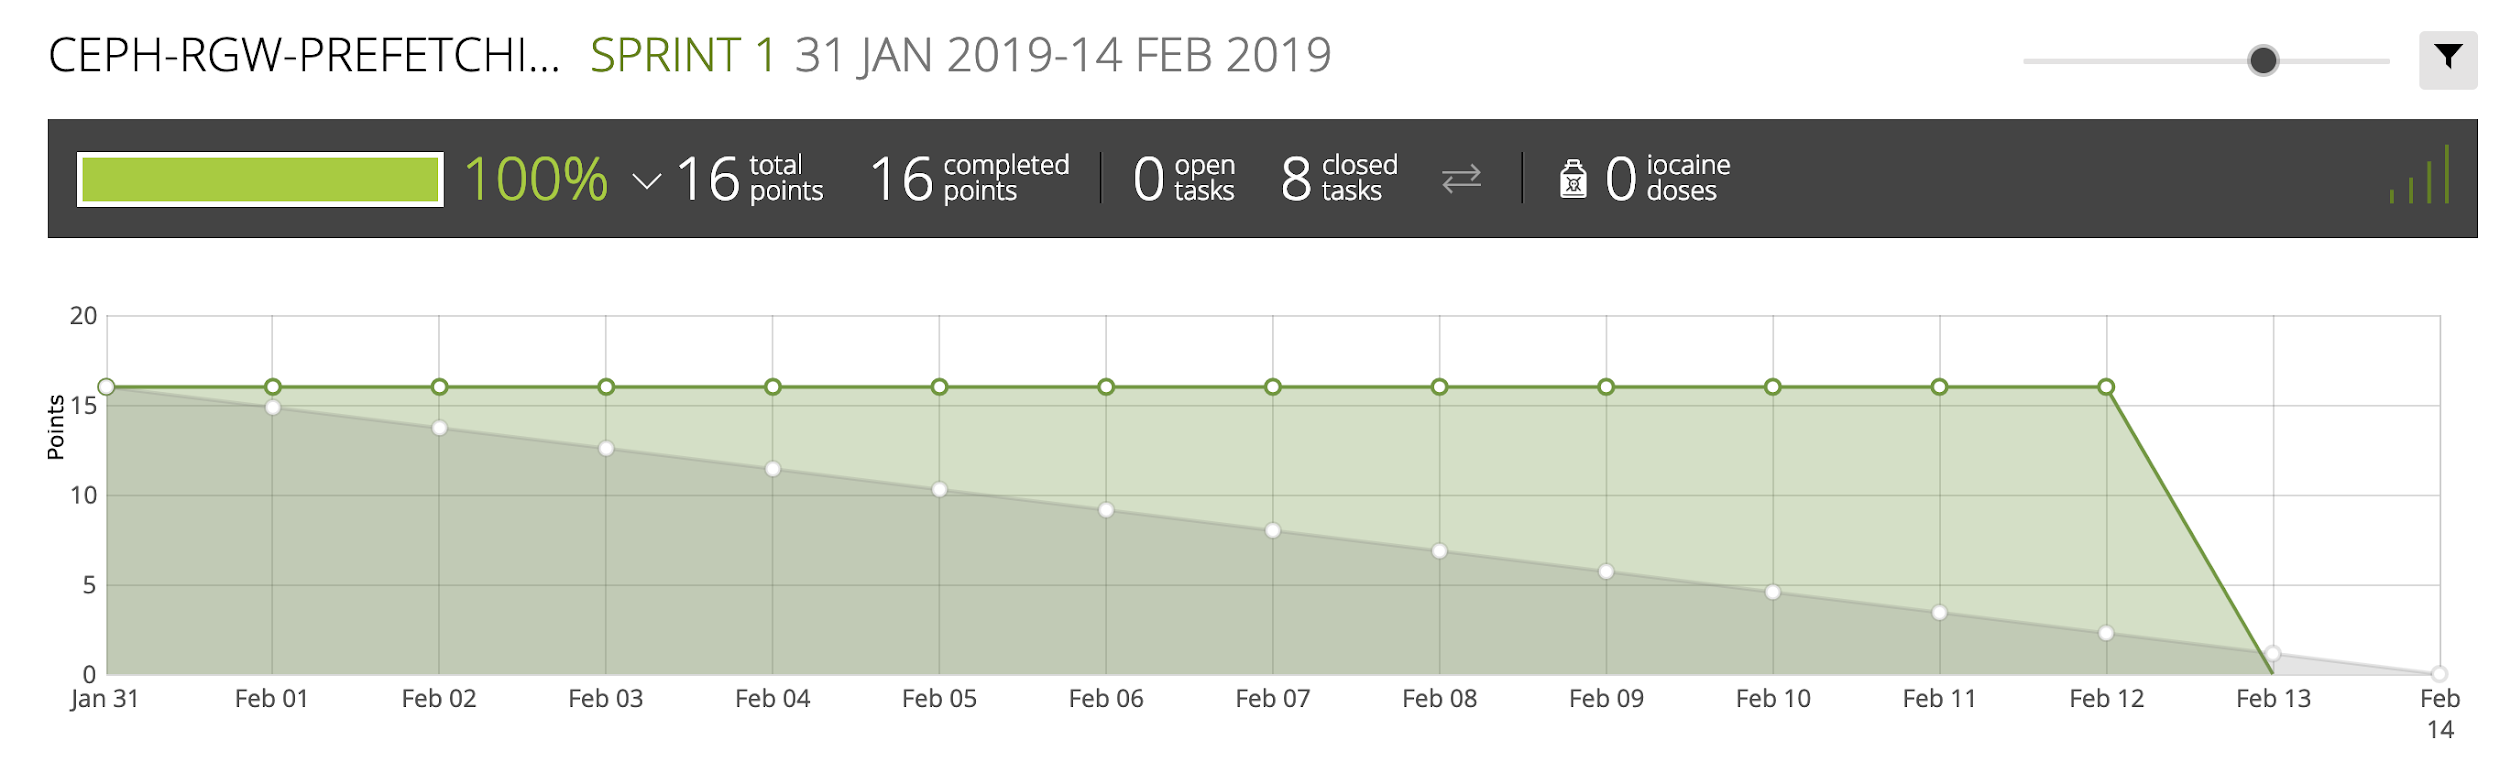 CEPH-RGW-PREFETCHI... SPRINT 1 31 JAN 2019-14 FEB 2019
100% 16 total points 16 completed points 0 open tasks 8 closed tasks 0 iocaine doses
20
15
10
5
0
Points
Jan 31 Feb 01 Feb 02 Feb 03 Feb 04 Feb 05 Feb 06 Feb 07 Feb 08 Feb 09 Feb 10 Feb 11 Feb 12 Feb 13 Feb 14